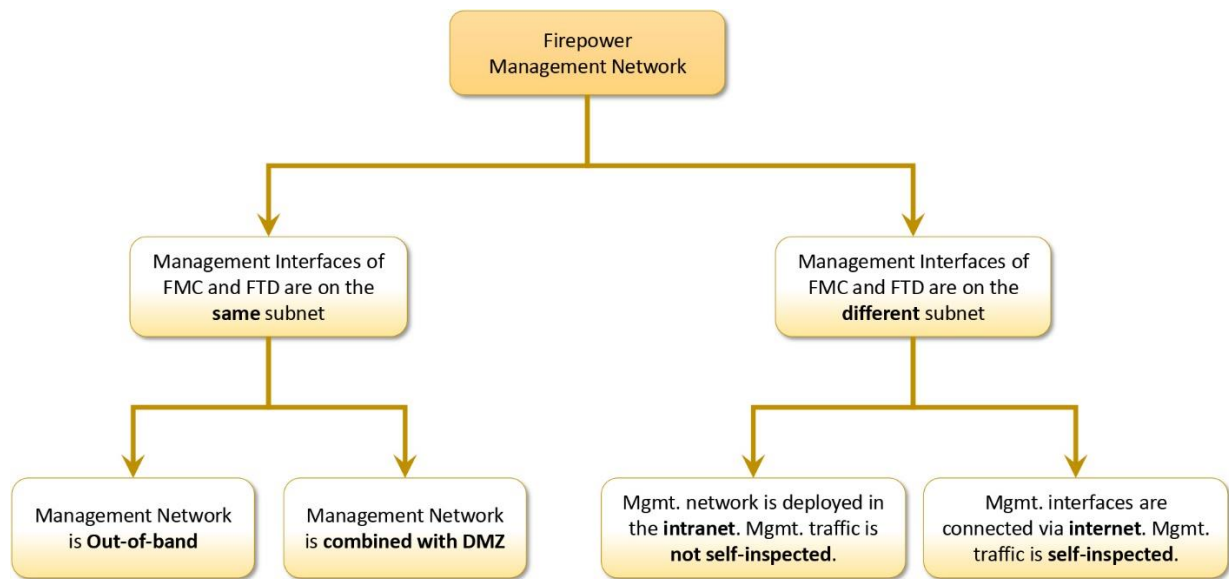 Firepower
Management Network
Management Interfaces of
FMC and FTD are on the
same subnet
Management Interfaces of
FMC and FTD are on the
different subnet
Management Network
is Out-of-band
Management Network
is combined with DMZ
Mgmt. network is deployed in
the intranet. Mgmt. traffic is
not self-inspected.
Mgmt. interfaces are
connected via internet. Mgmt.
traffic is self-inspected.